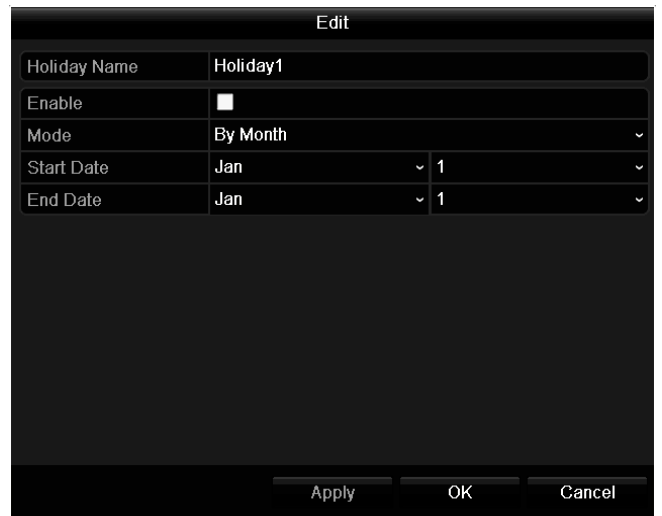 Edit
Holiday Name Holiday1
Enable
Mode By Month
Start Date Jan 1
End Date Jan 1
Apply OK Cancel